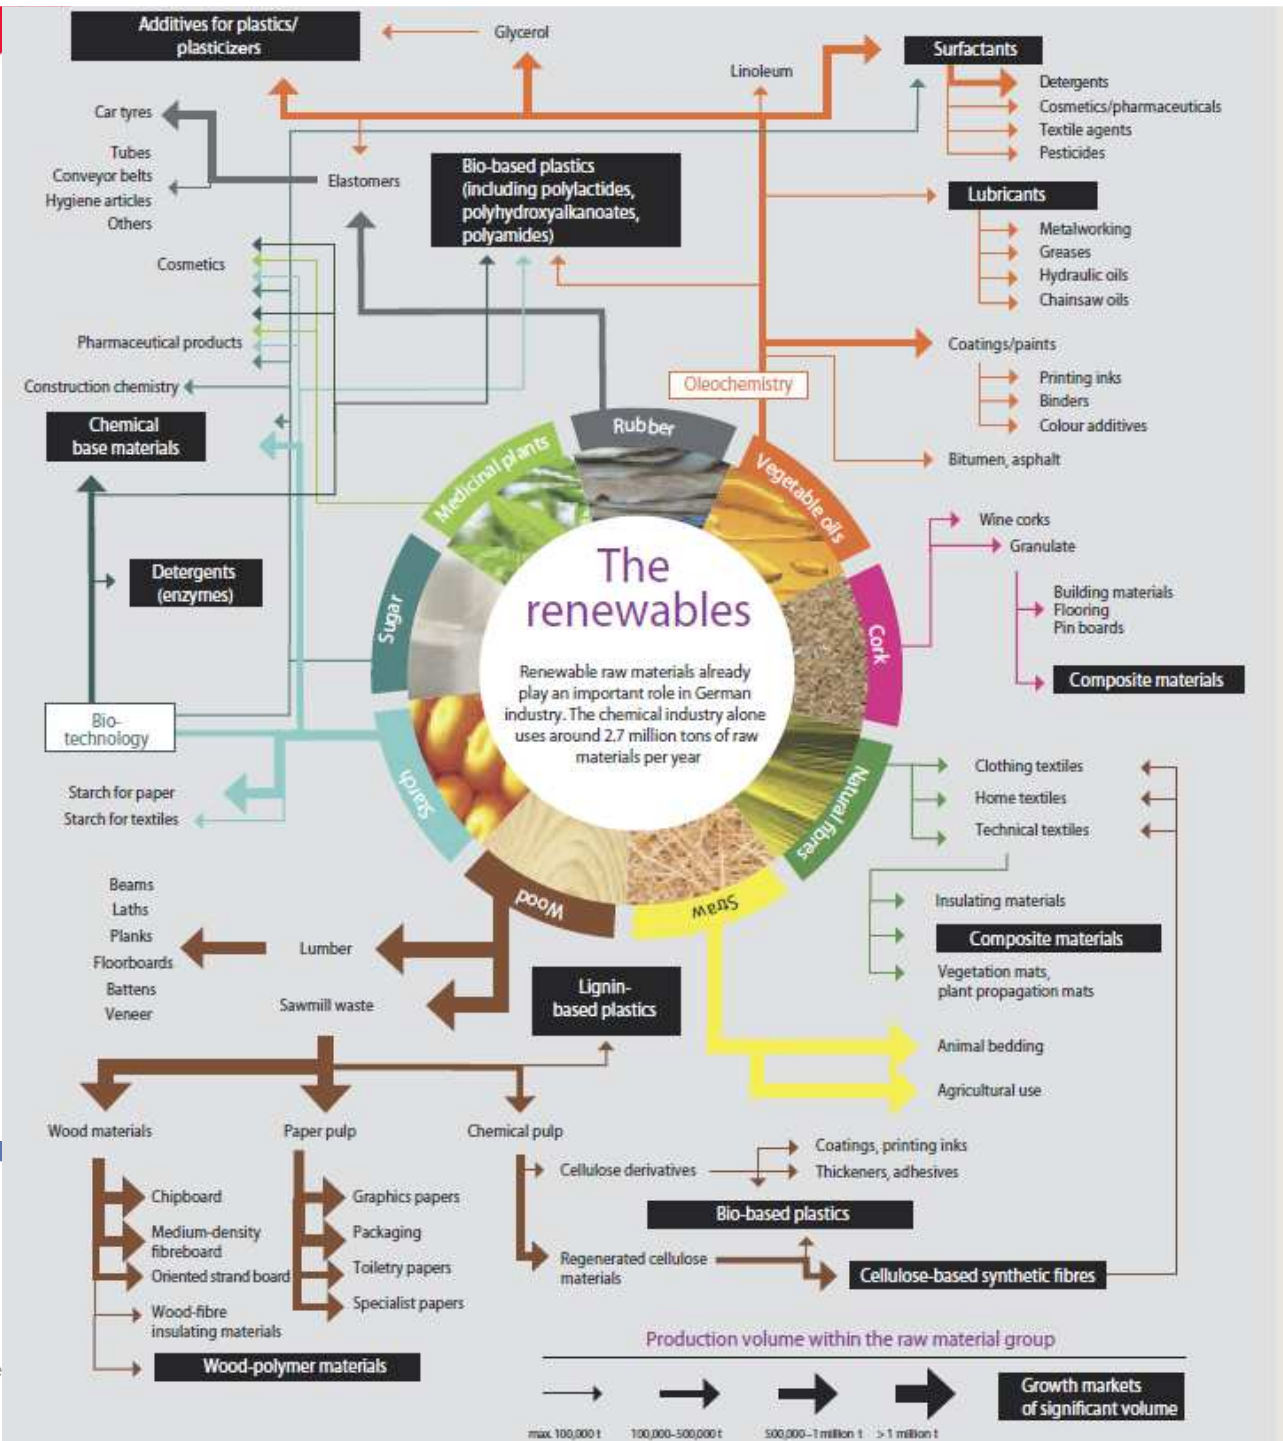 Additives for plastics/
plasticizers
Glycerol
Linoleum
Surfactants
Detergents
Cosmetics/pharmaceuticals
Textile agents
Pesticides
Car tyres
Tubes
Conveyor belts
Hygiene articles
Others
Elastomers
Bio-based plastics
(including polylactides,
polyhydroxyalkanoates,
polyamides)
Lubricants
Metalworking
Greases
Hydraulic oils
Chainsaw oils
Cosmetics
Pharmaceutical products
Construction chemistry
Chemical
base materials
Oleochemistry
Coatings/paints
Printing inks
Binders
Colour additives
Bitumen, asphalt
Detergents
(enzymes)
Bio-
technology
Starch for paper
Starch for textiles
Medicinal plants
Rubber
Vegetable oils
Cork
Natural fibres
Straw
Wood
Starch
Sugar
The
renewables
Renewable raw materials already
play an important role in German
industry. The chemical industry alone
uses around 2.7 million tons of raw
materials per year
Wine corks
Granulate
Building materials
Flooring
Pin boards
Composite materials
Clothing textiles
Home textiles
Technical textiles
Insulating materials
Composite materials
Vegetation mats,
plant propagation mats
Animal bedding
Agricultural use
Beams
Laths
Planks
Floorboards
Battens
Veneer
Lumber
Sawmill waste
Lignin-
based plastics
Wood materials
Paper pulp
Chemical pulp
Chipboard
Medium-density
fibreboard
Oriented strand board
Wood-fibre
insulating materials
Wood-polymer materials
Graphics papers
Packaging
Toiletry papers
Specialist papers
Cellulose derivatives
Coatings, printing inks
Thickeners, adhesives
Bio-based plastics
Regenerated cellulose
materials
Cellulose-based synthetic fibres
Production volume within the raw material group
max. 100,000 t
100,000–500,000 t
500,000–1 million t
> 1 million t
Growth markets
of significant volume